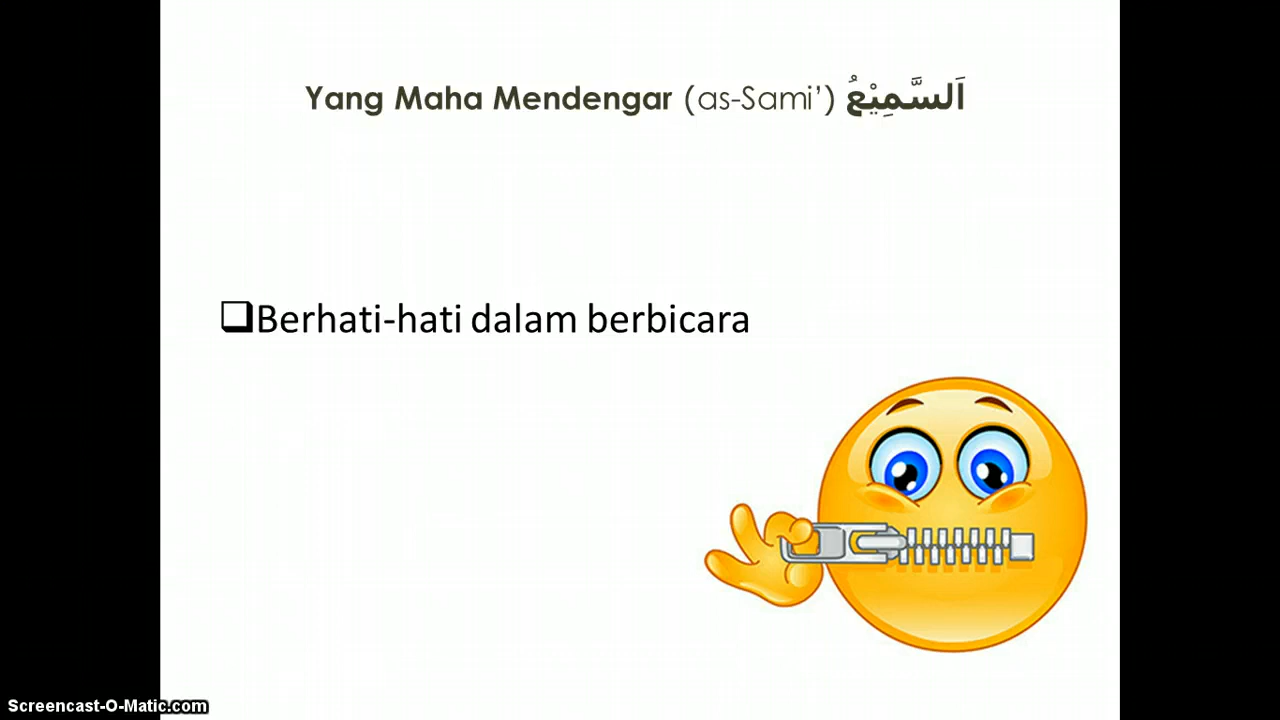 Yang Maha Mendengar (as-Sami’) اَلسَّمِيْعُ
❑Berhati-hati dalam berbicara
Screencast-O-Matic.com